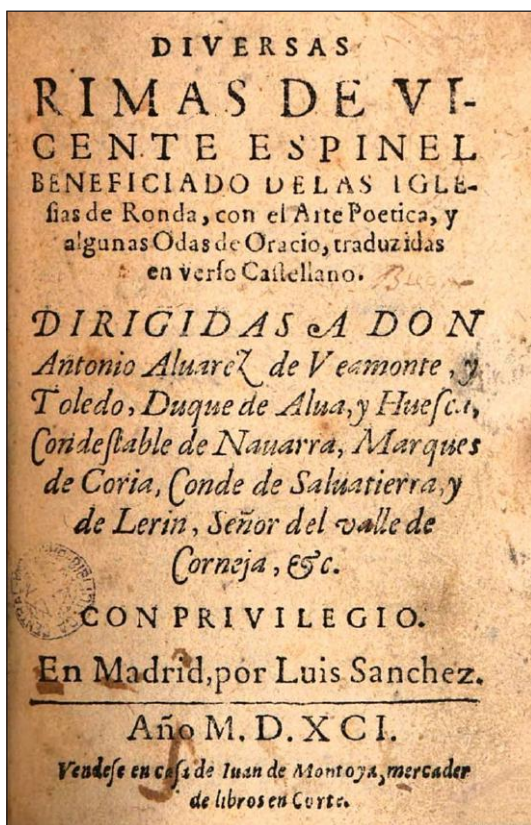 DIVERSAS
RIMAS DE VI-
CENTE ESPINEL
BENEFICIADO DELAS IGLE-
sias de Ronda, con el Arte Poetica, y
algunas Odas de Oracio, traduzidas
en verso Castellano.
DIRIGIDAS A DON
Antonio Aluarez de Veamonte, y
Toledo, Duque de Alua, y Huesca,
Condestable de Nauarra, Marques
de Coria, Conde de Saluatierra, y
de Lerin, Señor del valle de
Corneja, &c.
CON PRIVILEGIO.
En Madrid, por Luis Sanchez.
Año M. D. XCI.
Vendese en casa de Iuan de Montoya, mercader
de libros en Corte.